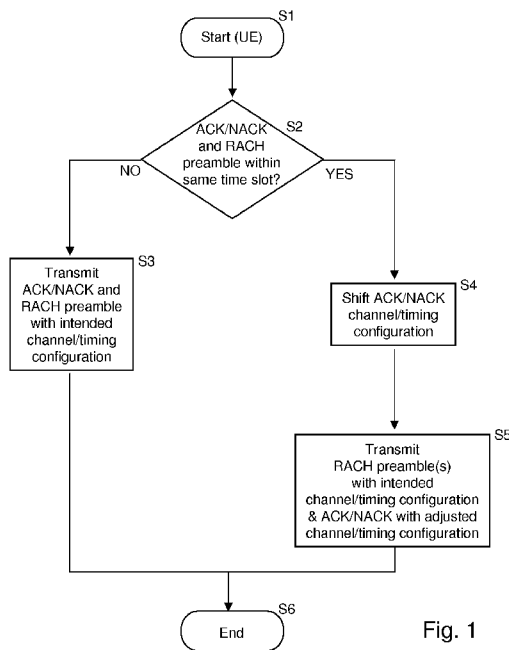 S1
Start (UE)
S2
ACK/NACK
and RACH
preamble within
same time slot?
NO
YES
S3
Transmit
ACK/NACK and
RACH preamble
with intended
channel/timing
configuration
S4
Shift ACK/NACK
channel/timing
configuration
S5
Transmit
RACH preamble(s)
with intended
channel/timing configuration
& ACK/NACK with adjusted
channel/timing configuration
S6
End
Fig. 1